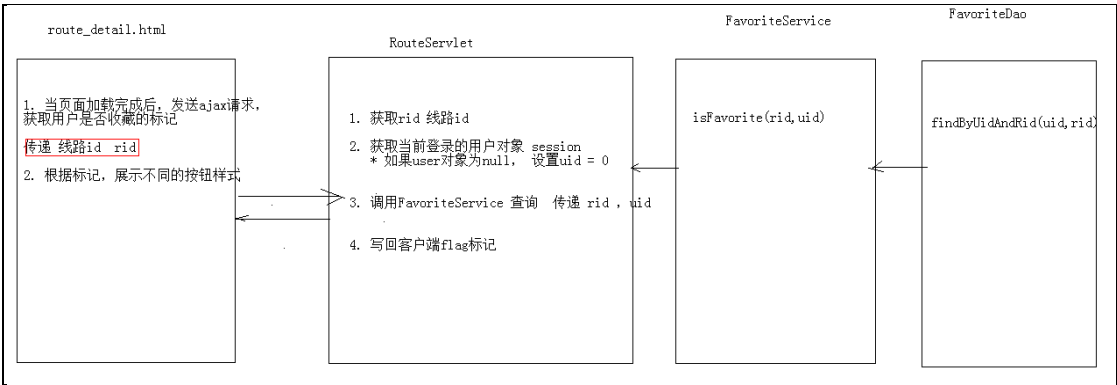 route_detail.html
1. 当页面加载完成后，发送ajax请求，
获取用户是否收藏的标记
传递 线路id  rid
2. 根据标记，展示不同的按钮样式
RouteServlet
1. 获取rid 线路id
2. 获取当前登录的用户对象 session
* 如果user对象为null， 设置uid = 0
3. 调用FavoriteService 查询  传递 rid ，uid
4. 写回客户端flag标记
FavoriteService
isFavorite(rid,uid)
FavoriteDao
findByUidAndRid(uid,rid)